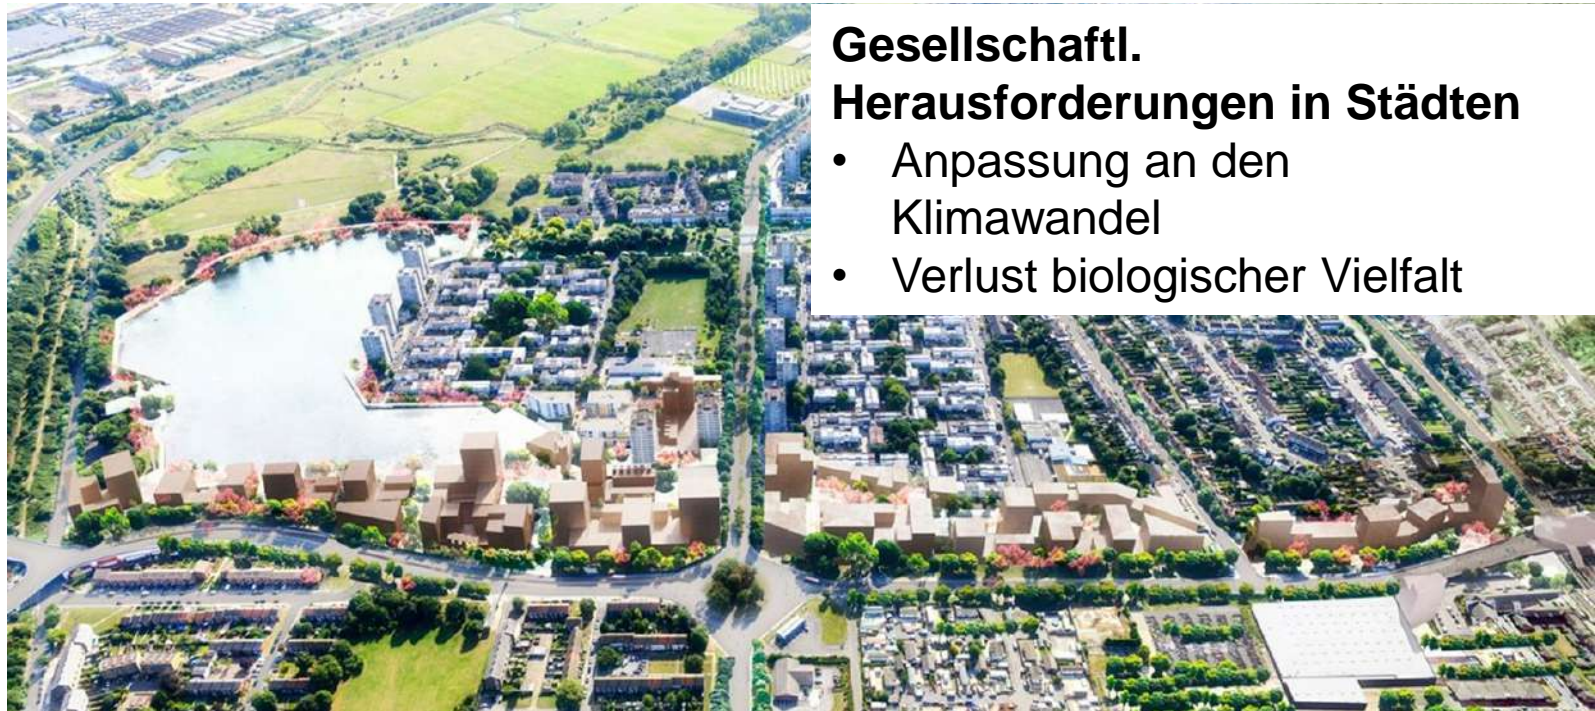 Gesellschaftl.
Herausforderungen in Städten
• Anpassung an den
Klimawandel
• Verlust biologischer Vielfalt